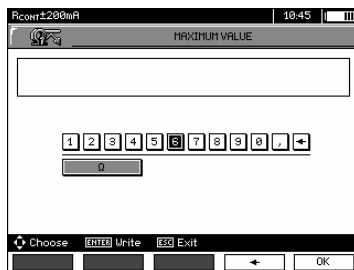 RCONT±200mA 10:45
MAXIMUM VALUE
1 2 3 4 5 6 7 8 9 0 , ←
Ω
Choose ENTER Write ESC Exit
← OK